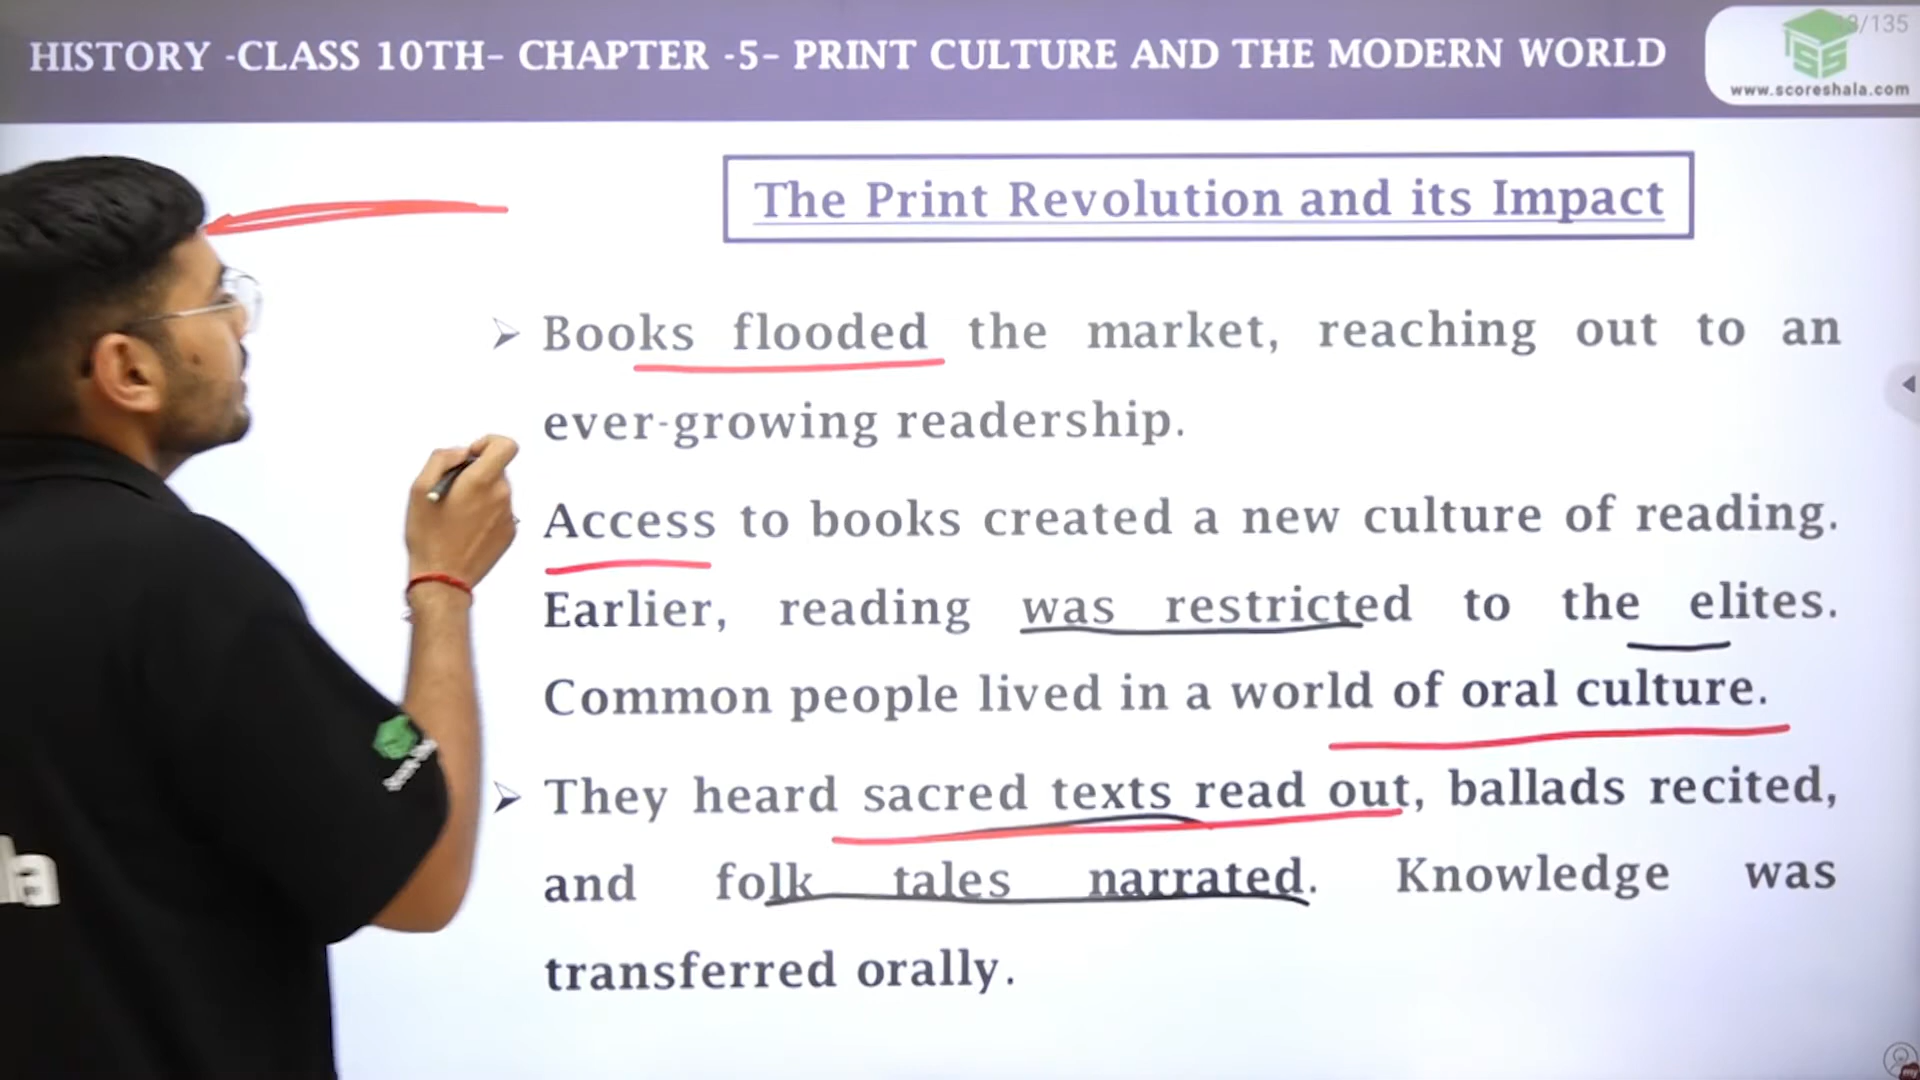 HISTORY -CLASS 10TH- CHAPTER -5- PRINT CULTURE AND THE MODERN WORLD
/135
www.scoreshala.com
The Print Revolution and its Impact
➢ Books flooded the market, reaching out to an
ever-growing readership.
Access to books created a new culture of reading.
Earlier, reading was restricted to the elites.
Common people lived in a world of oral culture.
➢ They heard sacred texts read out, ballads recited,
and folk tales narrated. Knowledge was
transferred orally.
la